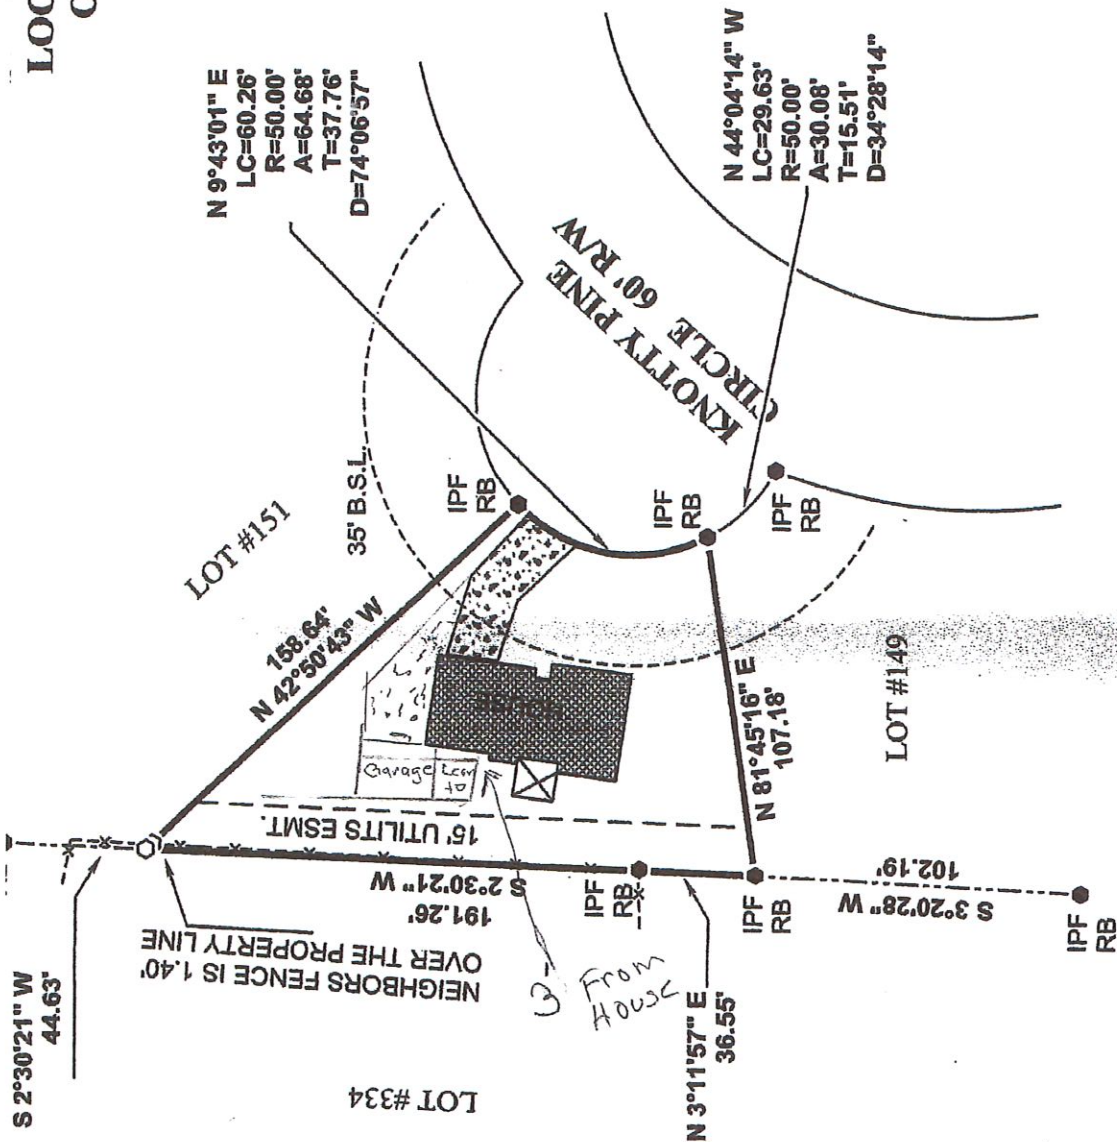 LOC
C
N 9°43'01" E
LC=60.26'
R=50.00'
A=64.68'
T=37.76'
D=74°06'57"
N 44°04'14" W
LC=29.63'
R=50.00'
A=30.08'
T=15.51'
D=34°28'14"
KNOTTY PINE
CIRCLE 60' R/W
LOT #151
35' B.S.L.
IPF
RB
158.64'
N 42°50'43" W
IPF
RB
IPF
RB
HOUSE
Garage
Lean
to
LOT #149
N 81°45'16" E
107.18'
15' UTILITS ESMT.
S 2°30'21" W
191.26'
IPF
RB
NEIGHBORS FENCE IS 1.40'
OVER THE PROPERTY LINE
S 2°30'21" W
44.63'
3' From
House
IPF
RB
102.19'
S 3°20'28" W
IPF
RB
N 3°11'57" E
36.55'
LOT #334